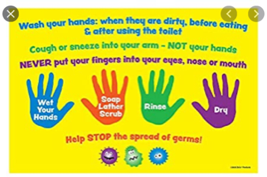 Wash your hands: when they are dirty, before eating
& after using the toilet
Cough or sneeze into your arm - NOT your hands
NEVER put your fingers into your eyes, nose or mouth
Wet
Your
Hands
Soap
Lather
Scrub
Rinse
Dry
Help STOP the spread of germs!